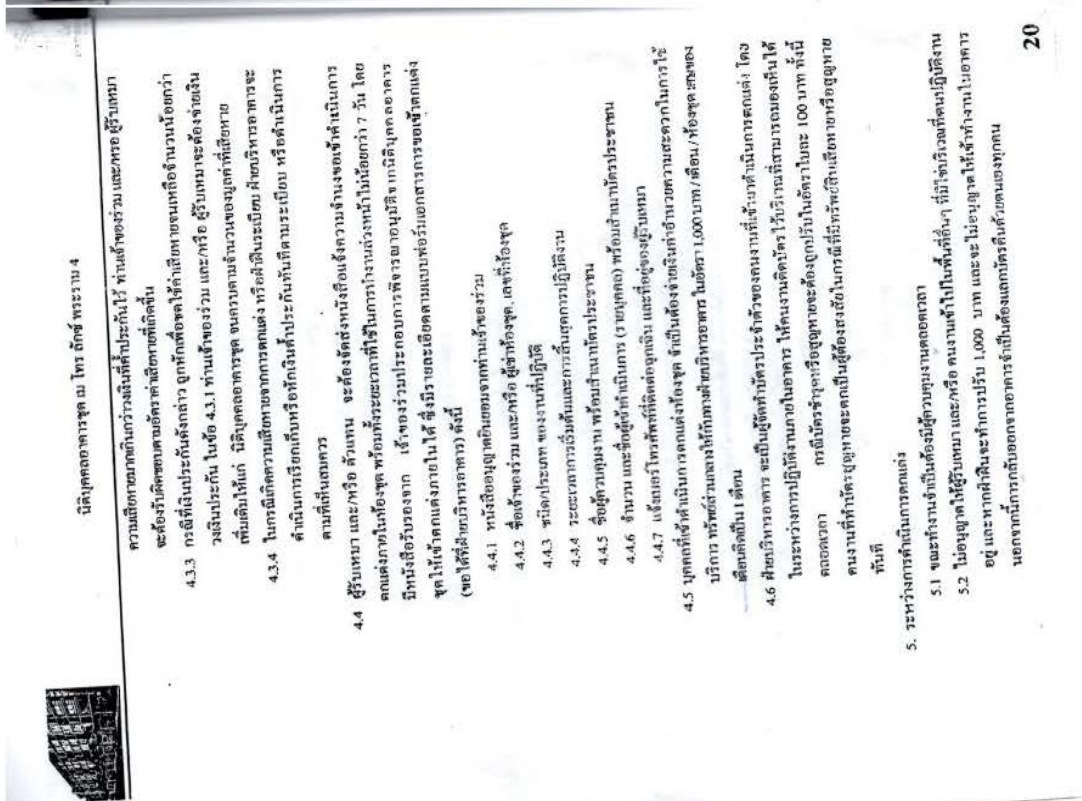 นิติบุคคลอาคารชุด เม โทร ลักซ์ พระราม 4
ความเสียหายมากเกินกว่าวงเงินที่ค้ำประกันไว้ ท่านเจ้าของร่วม และ/หรือ ผู้รับเหมา
จะต้องรับผิดชอบตามอัตราค่าเสียหายที่เกิดขึ้น
4.3.3 กรณีที่เงินประกันดังกล่าว ถูกหักเพื่อชดใช้ค่าเสียหายจนเหลือจำนวนน้อยกว่า
วงเงินประกัน ในข้อ 4.3.1 ท่านเจ้าของร่วม และ/หรือ ผู้รับเหมาจะต้องจ่ายเงิน
เพิ่มเติมให้แก่ นิติบุคคลอาคารชุด จนครบตามจำนวนของมูลค่าที่เสียหาย
4.3.4 ในกรณีเกิดความเสียหายจากการตกแต่ง หรือฝ่าฝืนระเบียบ ฝ่ายบริหารอาคารจะ
ดำเนินการเรียกเก็บหรือหักเงินค้ำประกันทันทีตามระเบียบ หรือดำเนินการ
ตามที่เห็นสมควร
4.4 ผู้รับเหมา และ/หรือ ตัวแทน จะต้องจัดส่งหนังสือแจ้งความจำนงขอเข้าดำเนินการ
ตกแต่งภายในห้องชุด พร้อมทั้งระยะเวลาที่ใช้ในการทำงานล่วงหน้าไม่น้อยกว่า 7 วัน โดย
มีหนังสือรับรองจาก เจ้าของร่วมประกอบการพิจารณาอนุมัติจากนิติบุคคลอาคาร
ชุด ให้เข้าตกแต่งภายในได้ ซึ่งมีรายละเอียดตามแบบฟอร์มเอกสารการขอเข้าตกแต่ง
(ขอได้ที่ฝ่ายบริหารอาคาร) ดังนี้
4.4.1 หนังสืออนุญาตยินยอมจากท่านเจ้าของร่วม
4.4.2 ชื่อเจ้าของร่วม และ/หรือ ผู้เช่าห้องชุด, เลขที่ห้องชุด
4.4.3 ชนิด/ประเภท ของงานที่ปฏิบัติ
4.4.4 ระยะเวลาการเริ่มต้นและการสิ้นสุดการปฏิบัติงาน
4.4.5 ชื่อผู้ควบคุมงาน พร้อมสำเนาบัตรประชาชน
4.4.6 จำนวน และชื่อผู้เข้าดำเนินการ (รายบุคคล) พร้อมสำเนาบัตรประชาชน
4.4.7 แจ้งเบอร์โทรศัพท์ที่ติดต่อฉุกเฉิน และที่อยู่ของผู้รับเหมา
4.5 บุคคลที่เข้าดำเนินการตกแต่งห้องชุด จำเป็นต้องจ่ายเงินค่าอำนวยความสะดวกในการใช้
บริการ ทรัพย์ส่วนกลางให้กับทางฝ่ายบริหารอาคาร ในอัตรา 1,000 บาท / เดือน / ห้องชุด เศษของ
เดือนคิดเป็น 1 เดือน
4.6 ฝ่ายบริหารอาคาร จะเป็นผู้จัดทำบัตรประจำตัวของคนงานที่เข้ามาดำเนินการตกแต่ง โดย
ในระหว่างการปฏิบัติงานภายในอาคาร ให้คนงานติดบัตรไว้บริเวณที่สามารถมองเห็นได้
ตลอดเวลา กรณีบัตรชำรุดหรือสูญหายจะต้องถูกปรับในอัตราใบละ 100 บาท ทั้งนี้
คนงานที่ทำบัตรสูญหายจะตกเป็นผู้ต้องสงสัยในกรณีที่มีทรัพย์สินเสียหายหรือสูญหาย
ทันที
5. ระหว่างการดำเนินการตกแต่ง
5.1 ขณะทำงานจำเป็นต้องมีผู้ควบคุมงานตลอดเวลา
5.2 ไม่อนุญาตให้ผู้รับเหมา และ/หรือ คนงานเข้าไปในพื้นที่อื่นๆ ที่มิใช่บริเวณที่ตนปฏิบัติงาน
อยู่ และหากฝ่าฝืนจะทำการปรับ 1,000 บาท และจะไม่อนุญาตให้เข้าทำงานในอาคาร
นอกจากนี้การกลับออกจากอาคารจำเป็นต้องแลกบัตรคืนด้วยตนเองทุกคน
20